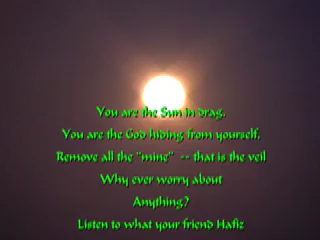 You are the Sun in drag.
You are the God hiding from yourself.
Remove all the "mine" -- that is the veil
Why ever worry about
Anything?
Listen to what your friend Hafiz